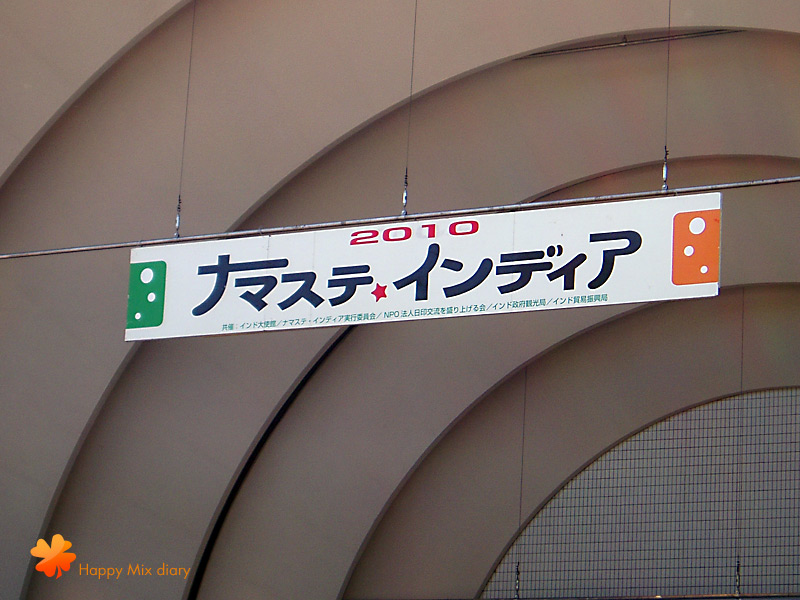 2010
ナマステ★インディア
共催：インド大使館／ナマステ・インディア実行委員会／NPO法人日印交流を盛り上げる会／インド政府観光局／インド貿易振興局
Happy Mix diary